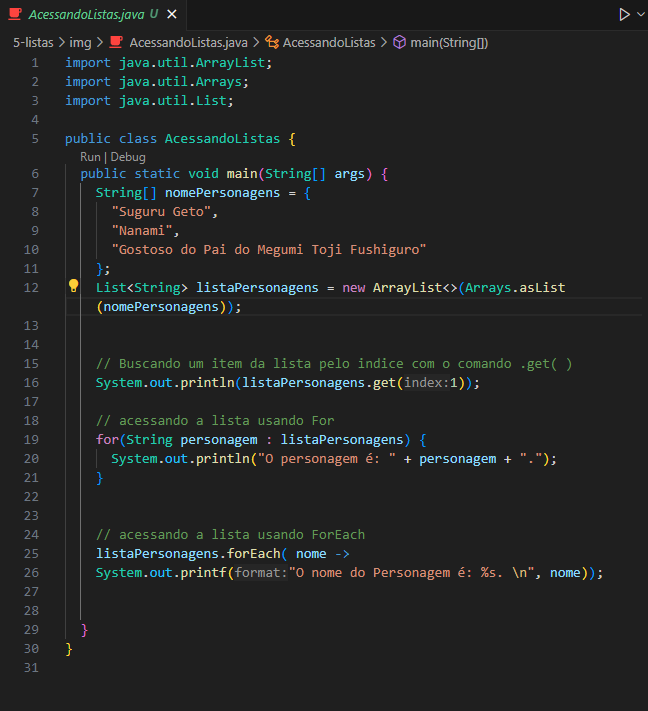 AcessandoListas.java U
5-listas > img > AcessandoListas.java > AcessandoListas > main(String[])
1 import java.util.ArrayList;
2 import java.util.Arrays;
3 import java.util.List;
4
5 public class AcessandoListas {
Run | Debug
6 public static void main(String[] args) {
7 String[] nomePersonagens = {
8 "Suguru Geto",
9 "Nanami",
10 "Gostoso do Pai do Megumi Toji Fushiguro"
11 };
12 List<String> listaPersonagens = new ArrayList<>(Arrays.asList
(nomePersonagens));
13
14
15 // Buscando um item da lista pelo indice com o comando .get( )
16 System.out.println(listaPersonagens.get(index:1));
17
18 // acessando a lista usando For
19 for(String personagem : listaPersonagens) {
20 System.out.println("O personagem é: " + personagem + ".");
21 }
22
23
24 // acessando a lista usando ForEach
25 listaPersonagens.forEach( nome ->
26 System.out.printf(format:"O nome do Personagem é: %s. \n", nome));
27
28
29 }
30 }
31